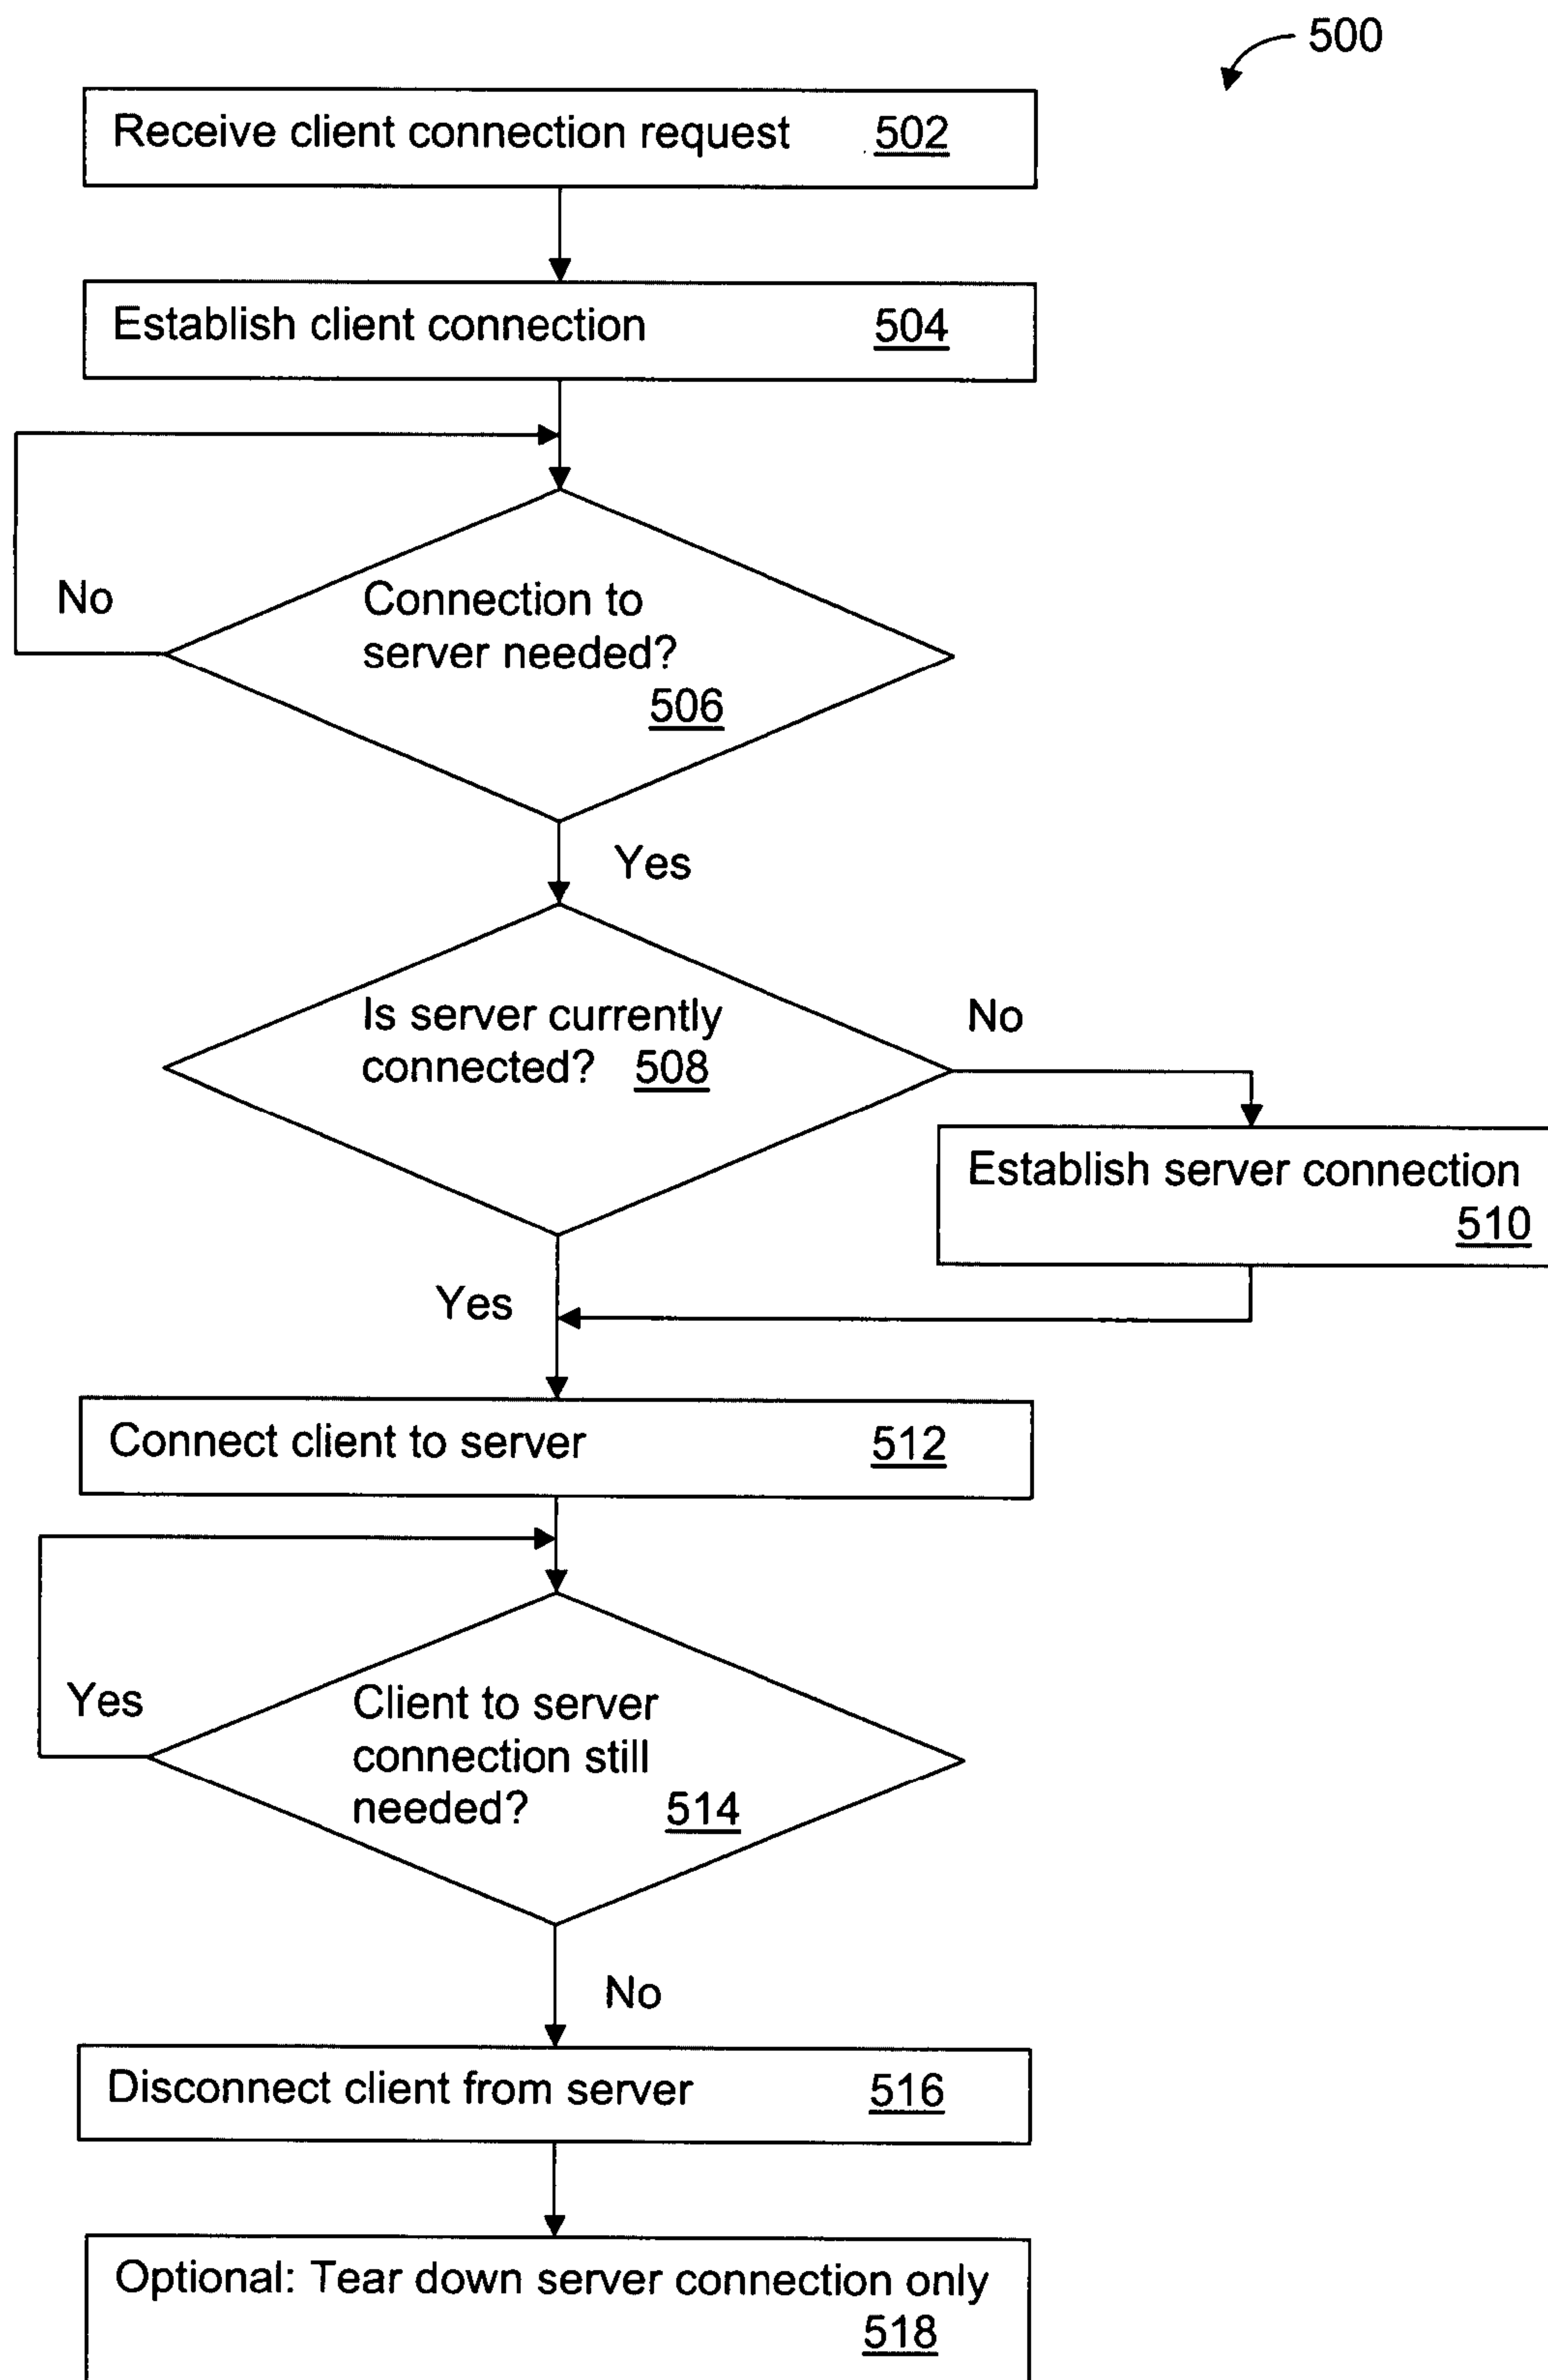 500
Receive client connection request 502
Establish client connection 504
No
Connection to
server needed?
506
Yes
Is server currently
connected? 508
No
Establish server connection
510
Yes
Connect client to server 512
Yes
Client to server
connection still
needed? 514
No
Disconnect client from server 516
Optional: Tear down server connection only
518